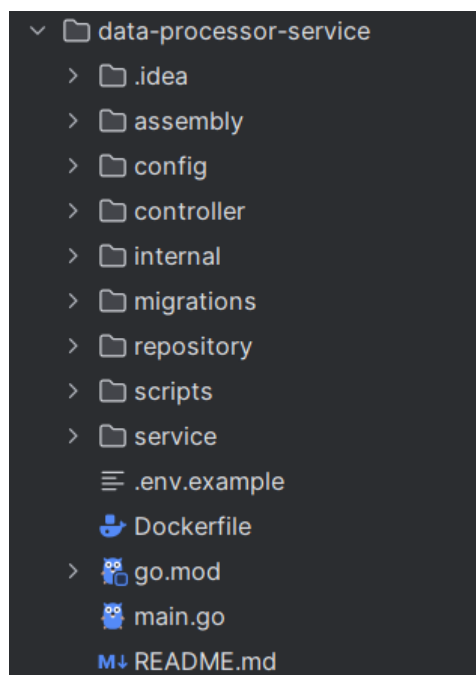 data-processor-service
.idea
assembly
config
controller
internal
migrations
repository
scripts
service
.env.example
Dockerfile
go.mod
main.go
M↓ README.md